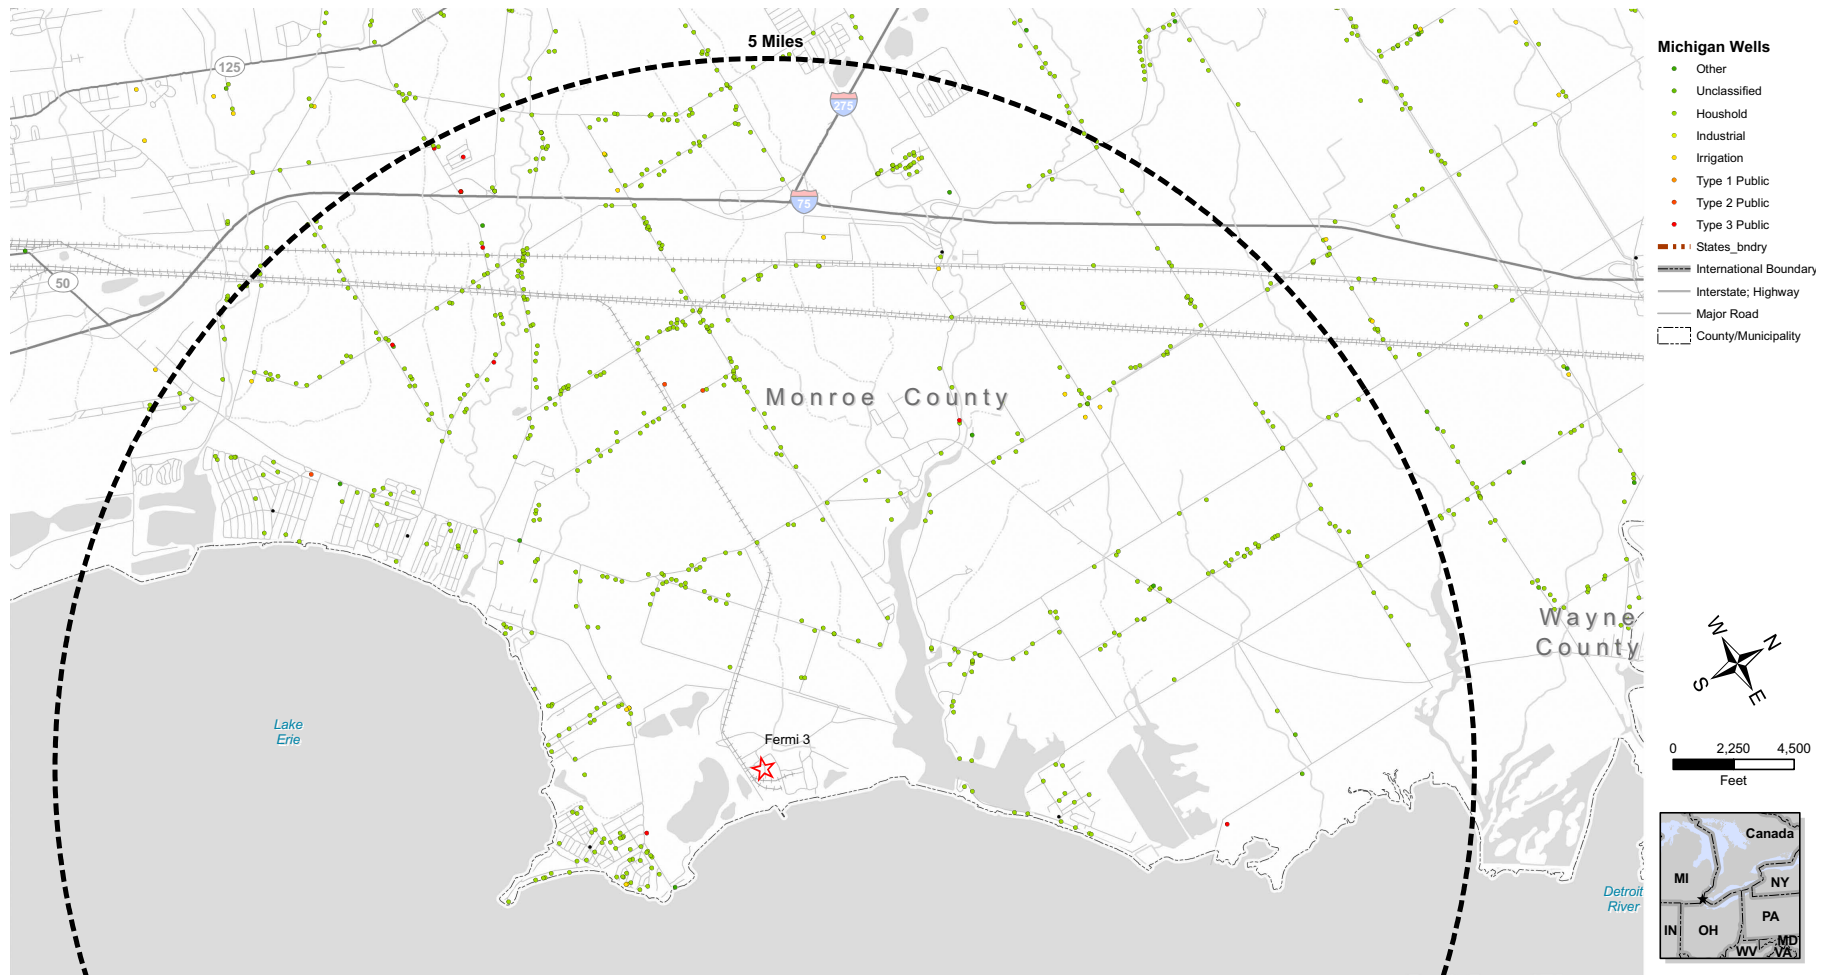 5 Miles
125
275
75
50
Monroe County
Wayne
County
Lake
Erie
Fermi 3
Detroit
River
Michigan Wells
Other
Unclassified
Houshold
Industrial
Irrigation
Type 1 Public
Type 2 Public
Type 3 Public
States_bndry
International Boundary
Interstate; Highway
Major Road
County/Municipality
W
N
S
E
0 2,250 4,500
Feet
Canada
MI
NY
PA
IN
OH
MD
WV
VA